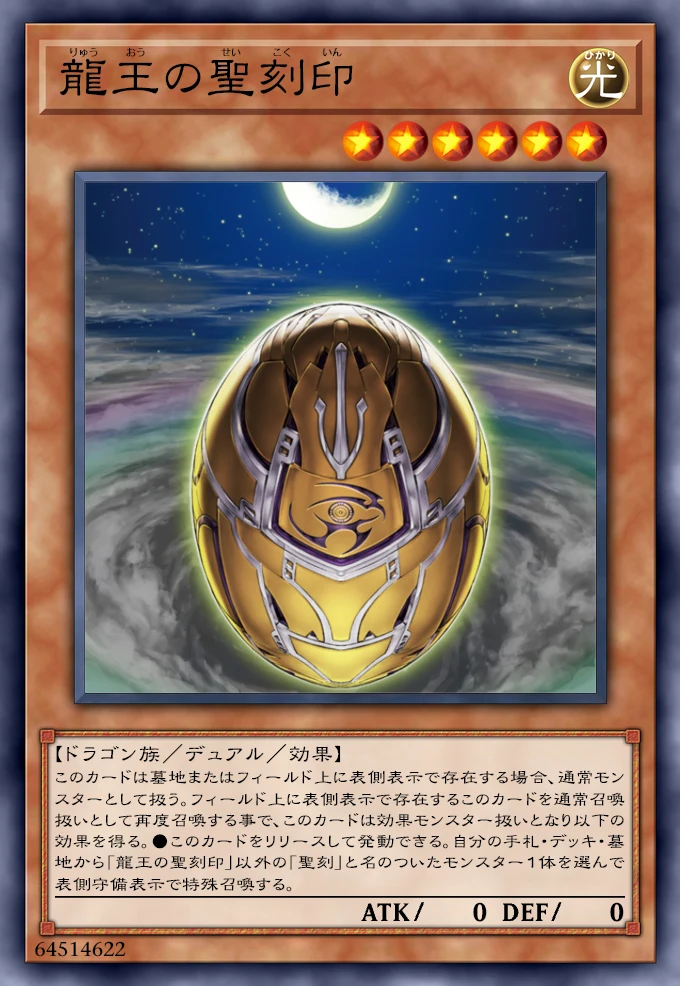 りゅう おう せい こく いん
龍王の聖刻印
ひかり
光
【ドラゴン族／デュアル／効果】
このカードは墓地またはフィールド上に表側表示で存在する場合、通常モン
スターとして扱う。フィールド上に表側表示で存在するこのカードを通常召喚
扱いとして再度召喚する事で、このカードは効果モンスター扱いとなり以下の
効果を得る。●このカードをリリースして発動できる。自分の手札・デッキ・墓
地から「龍王の聖刻印」以外の「聖刻」と名のついたモンスター１体を選んで
表側守備表示で特殊召喚する。
ATK/ 0 DEF/ 0
64514622